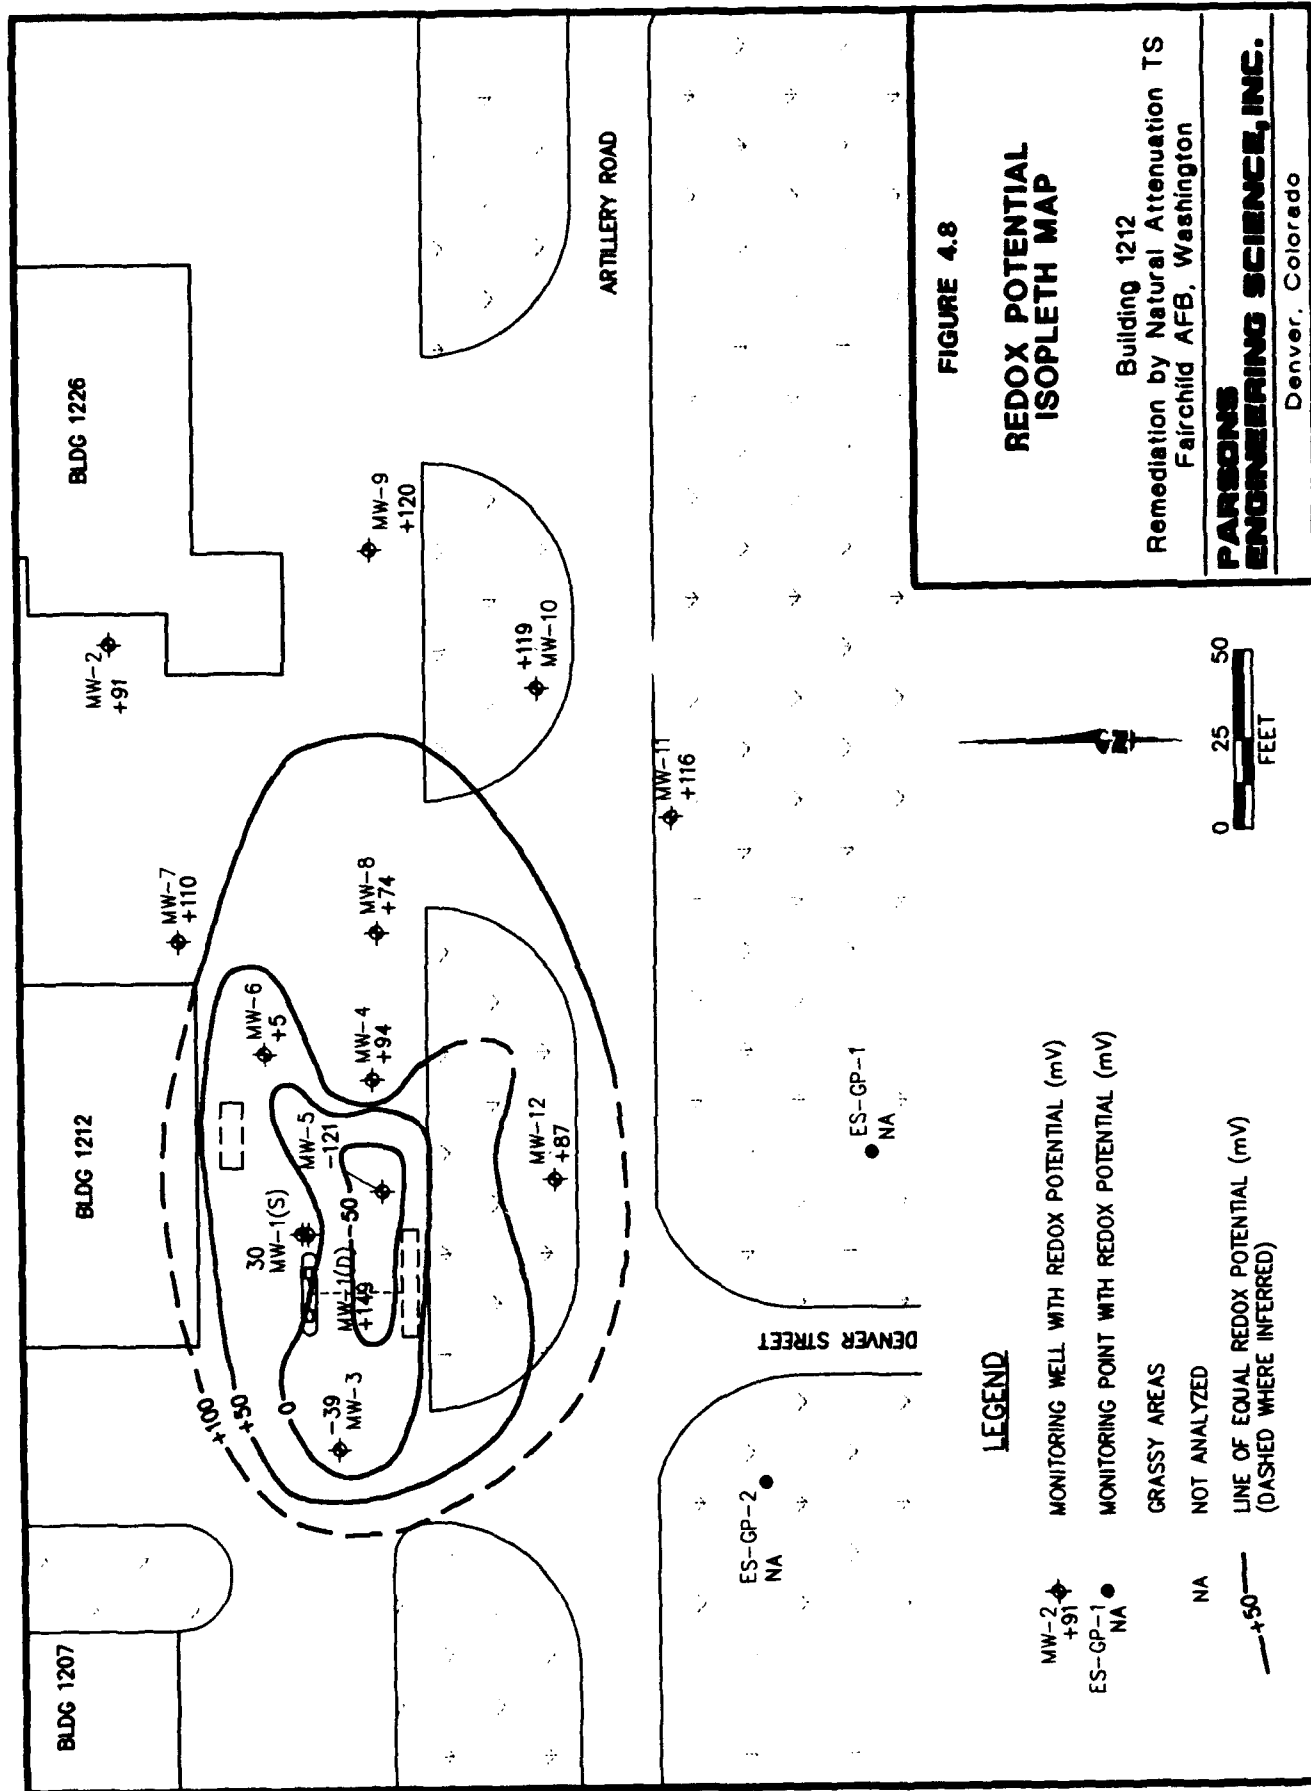 BLDG 1207
BLDG 1212
BLDG 1226
MW-2
+91
MW-7
+110
MW-9
+120
MW-6
+5
MW-8
+74
MW-4
+94
+119
MW-10
30
MW-1(S)
MW-5
-121
MW-1(D)
+149
-50
-39
MW-3
+100
+50
0
MW-12
+87
MW-11
+116
ARTILLERY ROAD
DENVER STREET
ES-GP-1
NA
ES-GP-2
NA
N
0 25 50
FEET
LEGEND
MW-2
+91
MONITORING WELL WITH REDOX POTENTIAL (mV)
ES-GP-1
NA
MONITORING POINT WITH REDOX POTENTIAL (mV)
GRASSY AREAS
NA NOT ANALYZED
+50 LINE OF EQUAL REDOX POTENTIAL (mV)
(DASHED WHERE INFERRED)
FIGURE 4.8
REDOX POTENTIAL
ISOPLETH MAP
Building 1212
Remediation by Natural Attenuation TS
Fairchild AFB, Washington
PARSONS
ENGINEERING SCIENCE, INC.
Denver, Colorado